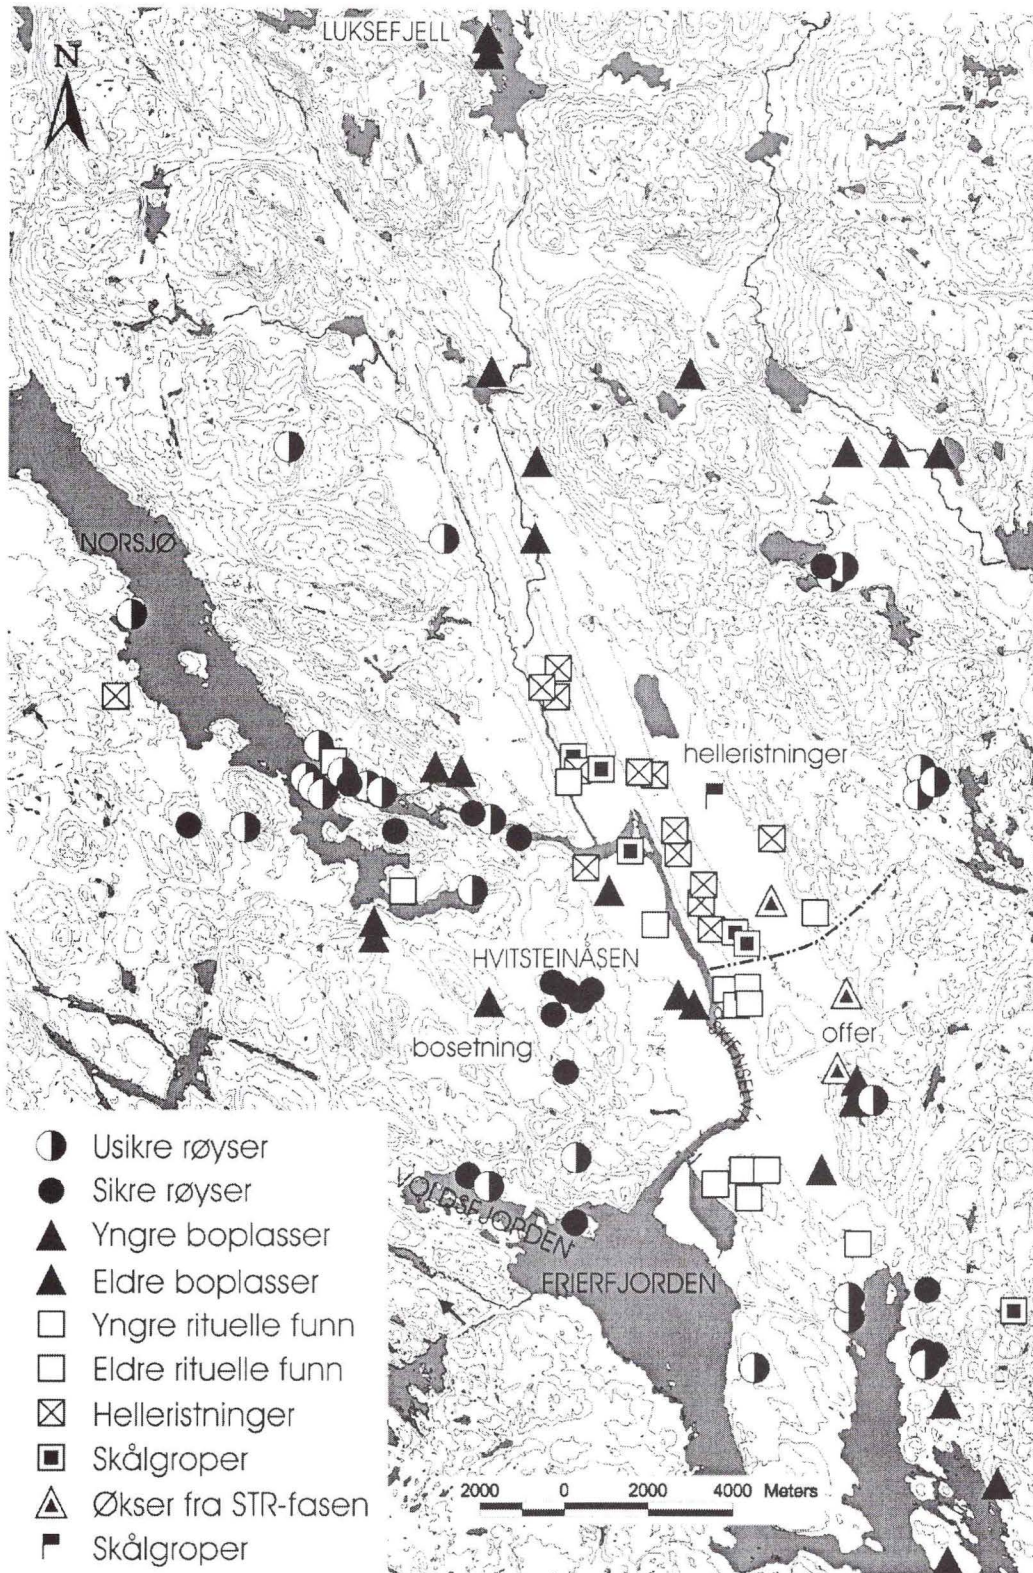 LUKSEFJELL
N
NORSJØ
helleristninger
HVITSTEINÅSEN
bosetning
offer
SKIENSELV
VOLDSFJORDEN
FRIERFJORDEN
Usikre røyser
Sikre røyser
Yngre boplasser
Eldre boplasser
Yngre rituelle funn
Eldre rituelle funn
Helleristninger
Skålgroper
Økser fra STR-fasen
Skålgroper
2000 0 2000 4000 Meters